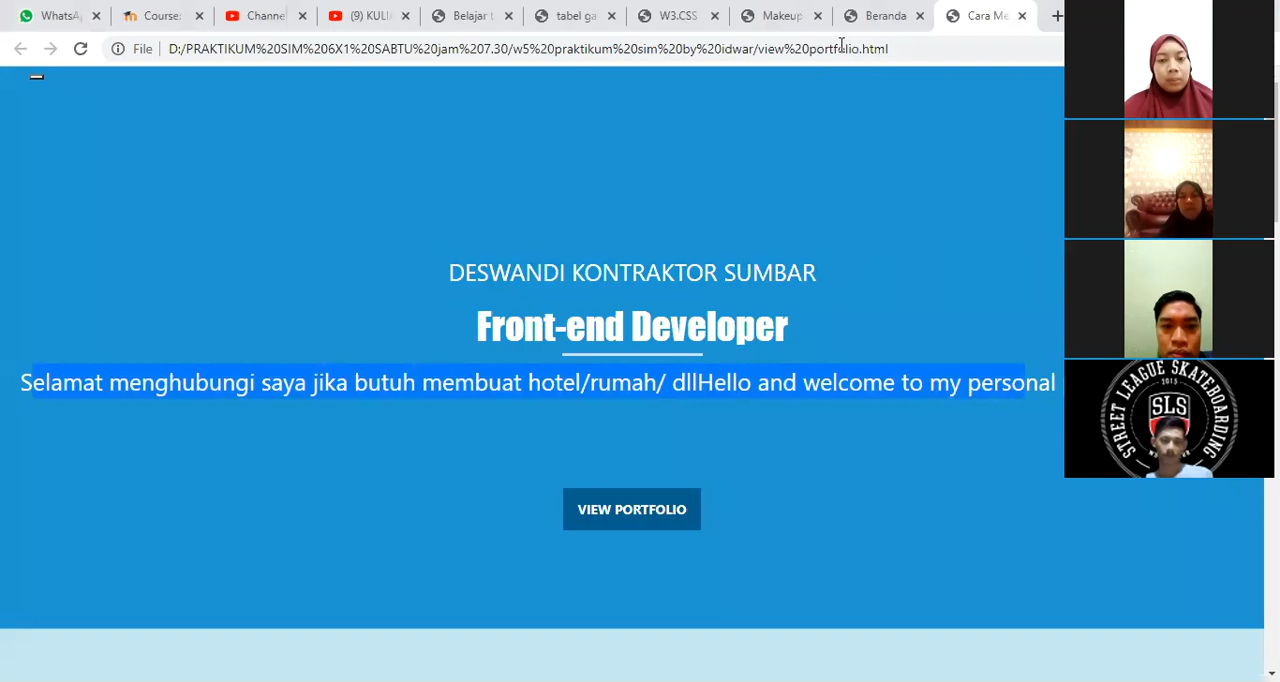 WhatsA
Course:
Channe
(9) KULI
Belajar t
tabel ga
W3.CSS
Makeup
Beranda
Cara Me
File
D:/PRAKTIKUM%20SIM%206X1%20SABTU%20jam%207.30/w5%20praktikum%20sim%20by%20idwar/view%20portfolio.html
DESWANDI KONTRAKTOR SUMBAR
Front-end Developer
Selamat menghubungi saya jika butuh membuat hotel/rumah/ dllHello and welcome to my personal
VIEW PORTFOLIO
STREET LEAGUE SKATEBOARDING
2015
SLS